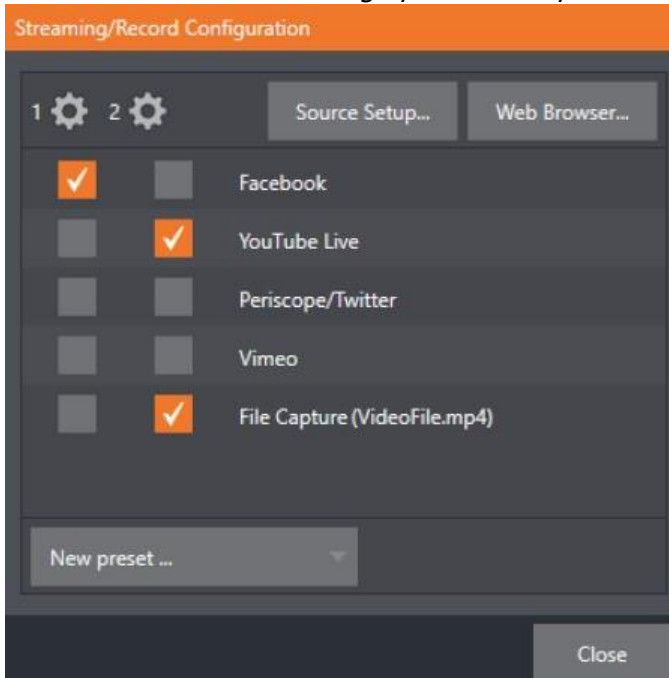 Streaming/Record Configuration
1 2 Source Setup... Web Browser...
Facebook
YouTube Live
Periscope/Twitter
Vimeo
File Capture (VideoFile.mp4)
New preset ...
Close